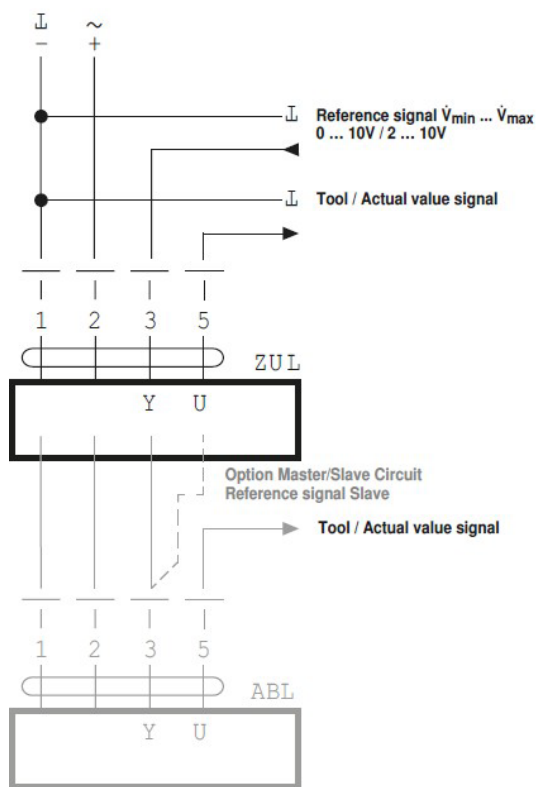 ⊥ ~
- +
⊥ Reference signal V̇min ... V̇max
0 ... 10V / 2 ... 10V
⊥ Tool / Actual value signal
1 2 3 5
ZUL
Y U
Option Master/Slave Circuit
Reference signal Slave
Tool / Actual value signal
1 2 3 5
ABL
Y U